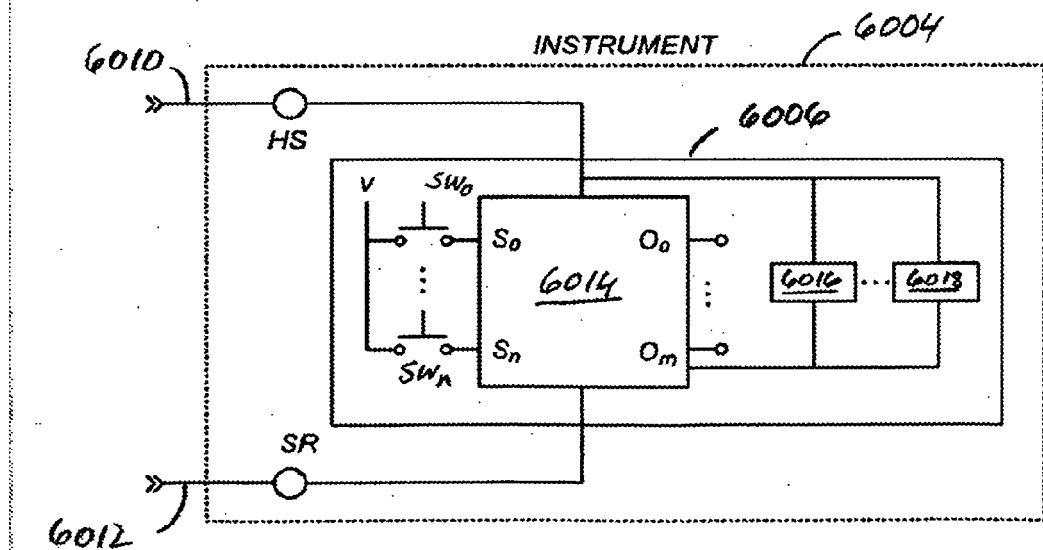 INSTRUMENT
6004
6010
HS
6006
V
SW₀
S₀
O₀
6014
6016
6018
Sₙ
Oₘ
SWₙ
SR
6012